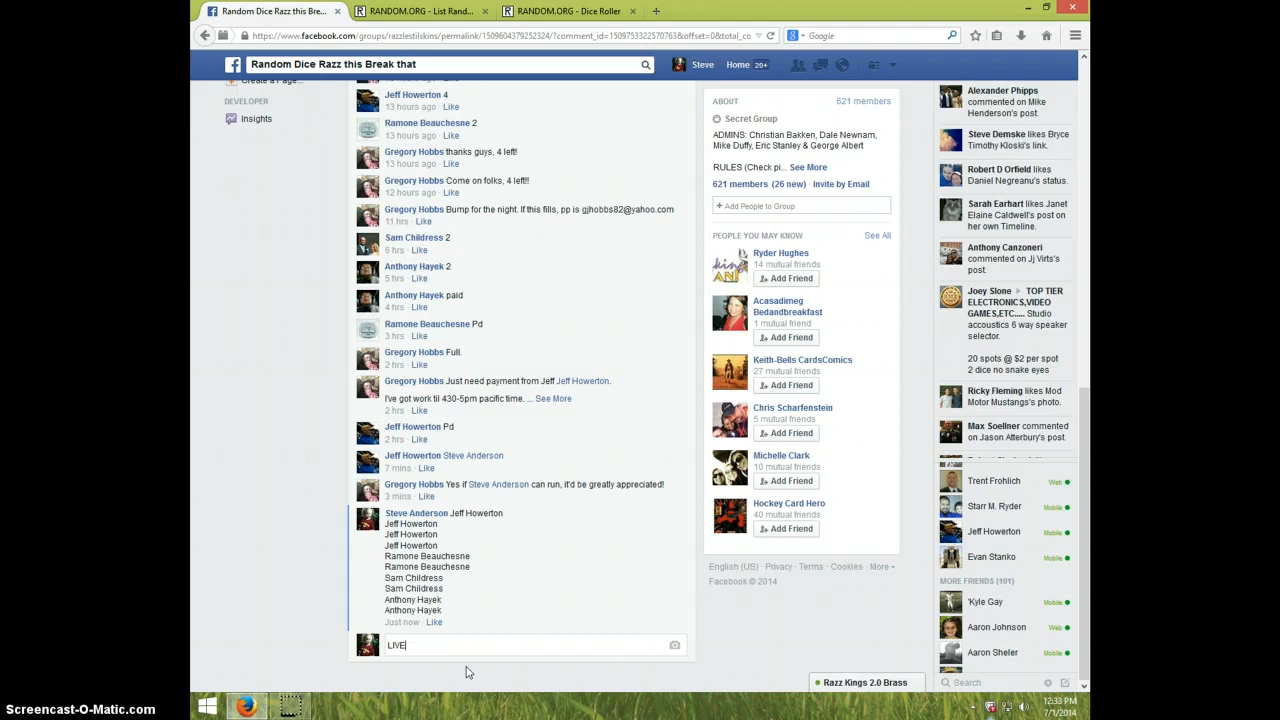 Random Dice Razz this Bre...
RANDOM.ORG - List Rand...
RANDOM.ORG - Dice Roller
https://www.facebook.com/groups/razzlestilskins/permalink/1509604379252324/?comment_id=1509753322570763&offset=0&total_co
Google
Random Dice Razz this Break that
Steve
Home 20+
Create a Page...
DEVELOPER
Insights
Jeff Howerton 4
13 hours ago · Like
Ramone Beauchesne 2
13 hours ago · Like
Gregory Hobbs thanks guys, 4 left!
13 hours ago · Like
Gregory Hobbs Come on folks, 4 left!!
12 hours ago · Like
Gregory Hobbs Bump for the night. If this fills, pp is gjhobbs82@yahoo.com
11 hrs · Like
Sam Childress 2
6 hrs · Like
Anthony Hayek 2
5 hrs · Like
Anthony Hayek paid
4 hrs · Like
Ramone Beauchesne Pd
3 hrs · Like
Gregory Hobbs Full.
2 hrs · Like
Gregory Hobbs Just need payment from Jeff Jeff Howerton.
I've got work til 430-5pm pacific time. ... See More
2 hrs · Like
Jeff Howerton Pd
2 hrs · Like
Jeff Howerton Steve Anderson
7 mins · Like
Gregory Hobbs Yes if Steve Anderson can run, it'd be greatly appreciated!
3 mins · Like
Steve Anderson Jeff Howerton
Jeff Howerton
Jeff Howerton
Jeff Howerton
Ramone Beauchesne
Ramone Beauchesne
Sam Childress
Sam Childress
Anthony Hayek
Anthony Hayek
Just now · Like
LIVE
ABOUT
621 members
Secret Group
ADMINS: Christian Bakken, Dale Newnam,
Mike Duffy, Eric Stanley & George Albert
RULES (Check pi... See More
621 members (26 new) · Invite by Email
+ Add People to Group
PEOPLE YOU MAY KNOW
See All
Ryder Hughes
14 mutual friends
Add Friend
Acasadimeg
Bedandbreakfast
1 mutual friend
Add Friend
Keith-Bells CardsComics
27 mutual friends
Add Friend
Chris Scharfenstein
5 mutual friends
Add Friend
Michelle Clark
10 mutual friends
Add Friend
Hockey Card Hero
40 mutual friends
Add Friend
English (US) · Privacy · Terms · Cookies · More
Facebook © 2014
Alexander Phipps
commented on Mike
Henderson's post.
Steve Demske likes Bryce
Timothy Kloski's link.
Robert D Orfield likes
Daniel Negreanu's status.
Sarah Earhart likes Janet
Elaine Caldwell's post on
her own Timeline.
Anthony Canzoneri
commented on Jj Virts's
post.
Joey Slone ▸ TOP TIER
ELECTRONICS,VIDEO
GAMES,ETC..... Studio
accoustics 6 way speaker
selector.
20 spots @ $2 per spot
2 dice no snake eyes
Ricky Fleming likes Mod
Motor Mustangs's photo.
Max Soellner commented
on Jason Atterbury's post.
Trent Frohlich
Web
Starr M. Ryder
Mobile
Jeff Howerton
Mobile
Evan Stanko
Mobile
MORE FRIENDS (101)
'Kyle Gay
Mobile
Aaron Johnson
Web
Aaron Sheler
Mobile
Razz Kings 2.0 Brass
Search
12:33 PM
7/1/2014
Screencast-O-Matic.com